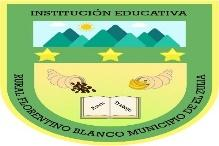 INSTITUCIÓN EDUCATIVA
RURAL FLORENTINO BLANCO MUNICIPIO DE EL ZULIA